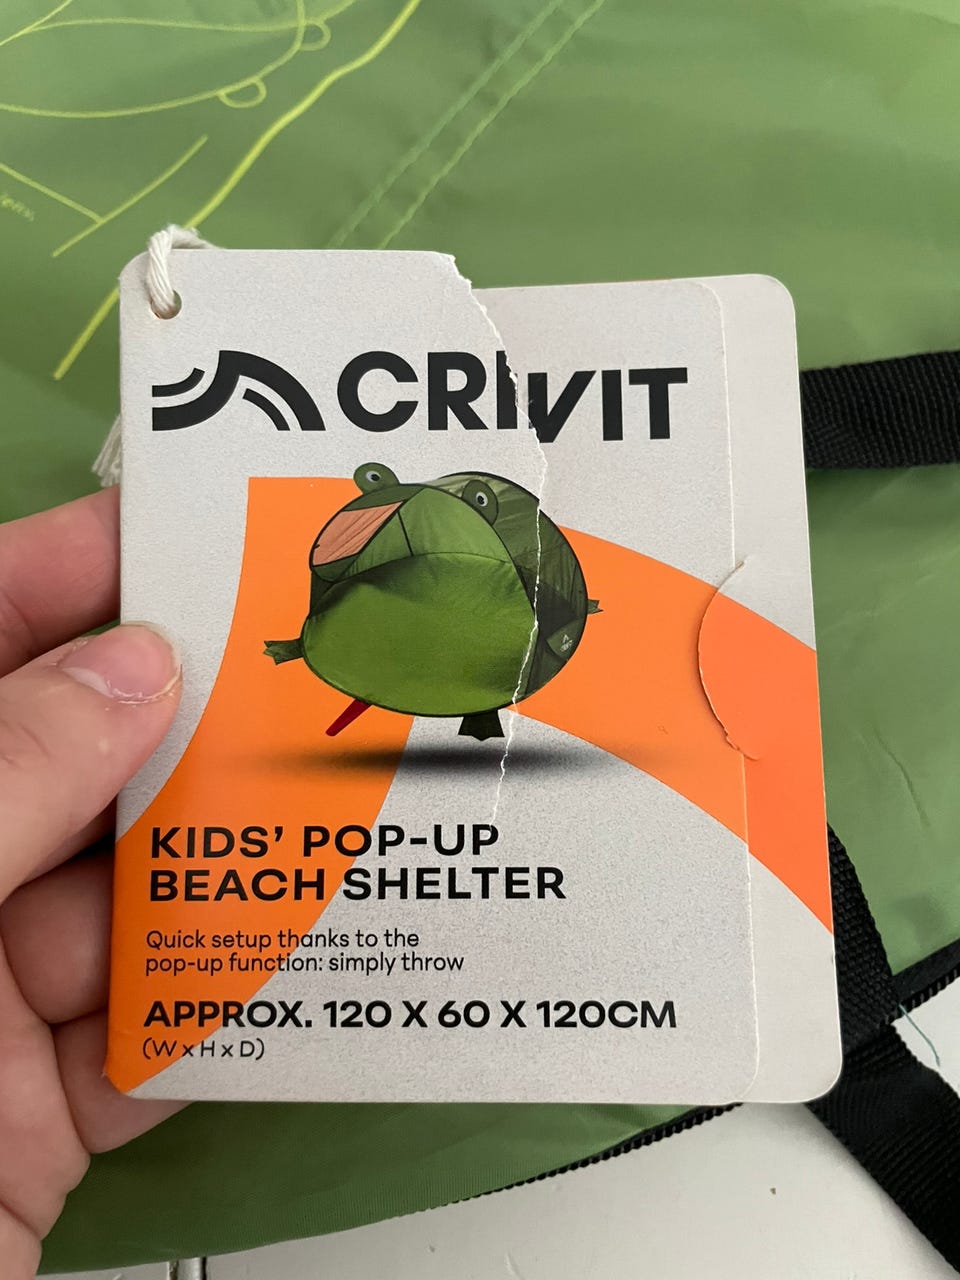 CRIVIT
KIDS’ POP-UP
BEACH SHELTER
Quick setup thanks to the
pop-up function: simply throw
APPROX. 120 X 60 X 120CM
(W x H x D)